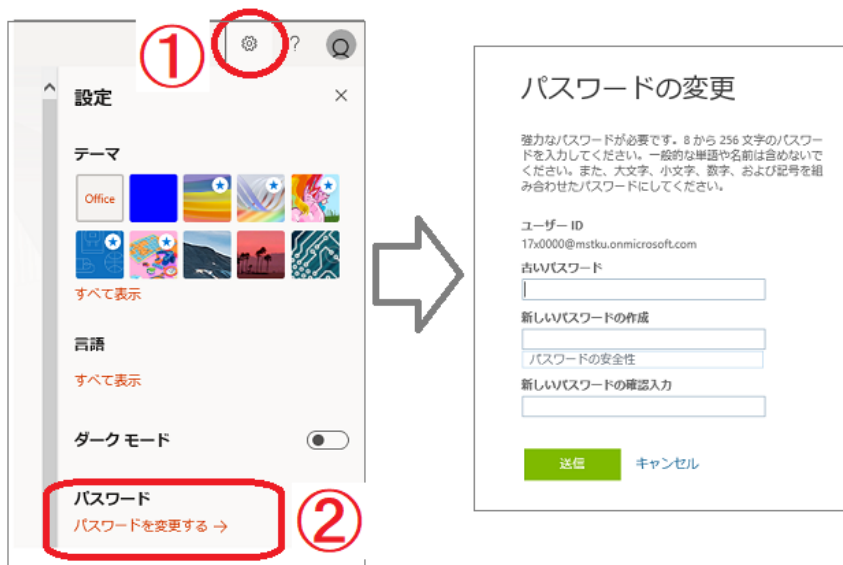 ①
?
設定
テーマ
Office
すべて表示
言語
すべて表示
ダーク モード
パスワード
パスワードを変更する →
②
パスワードの変更
強力なパスワードが必要です。8 から 256 文字のパスワー
ドを入力してください。一般的な単語や名前は含めないで
ください。また、大文字、小文字、数字、および記号を組
み合わせたパスワードにしてください。
ユーザー ID
17x0000@mstku.onmicrosoft.com
古いパスワード
新しいパスワードの作成
パスワードの安全性
新しいパスワードの確認入力
送信 キャンセル